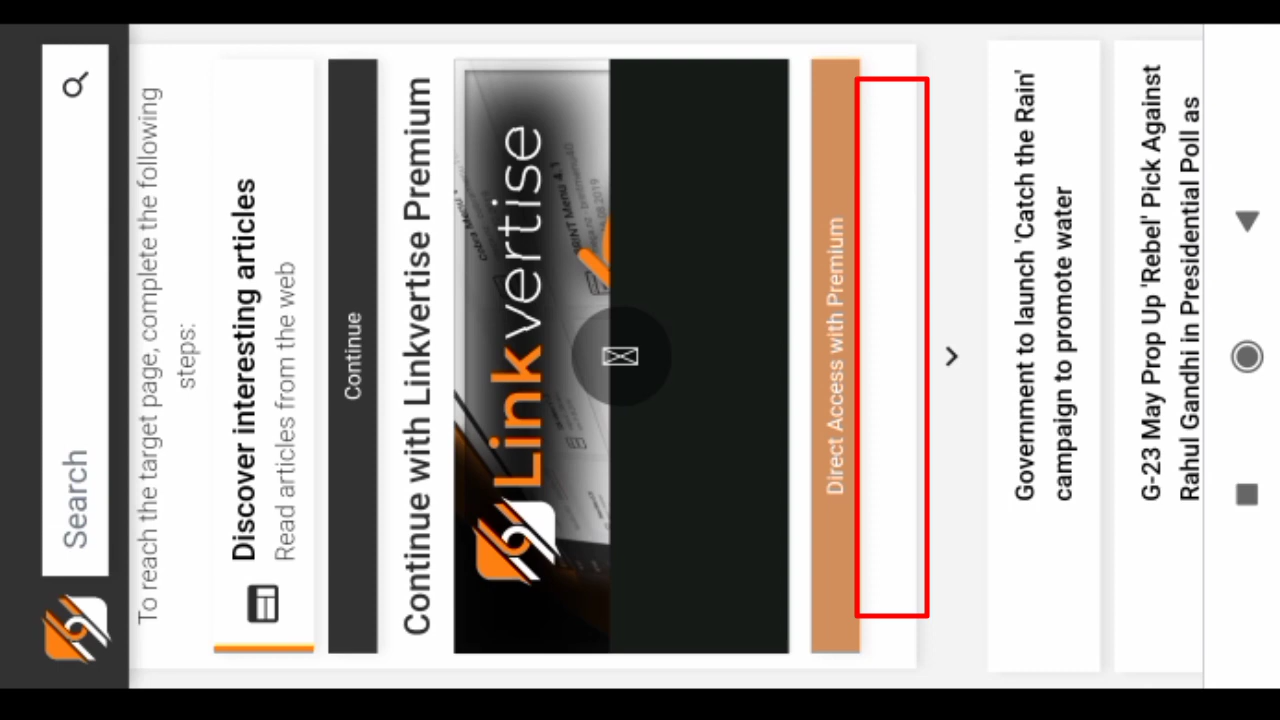 Search
To reach the target page, complete the following
steps:
Discover interesting articles
Read articles from the web
Continue
Continue with Linkvertise Premium
Linkvertise
Direct Access with Premium
Government to launch 'Catch the Rain'
campaign to promote water
G-23 May Prop Up 'Rebel' Pick Against
Rahul Gandhi in Presidential Poll as